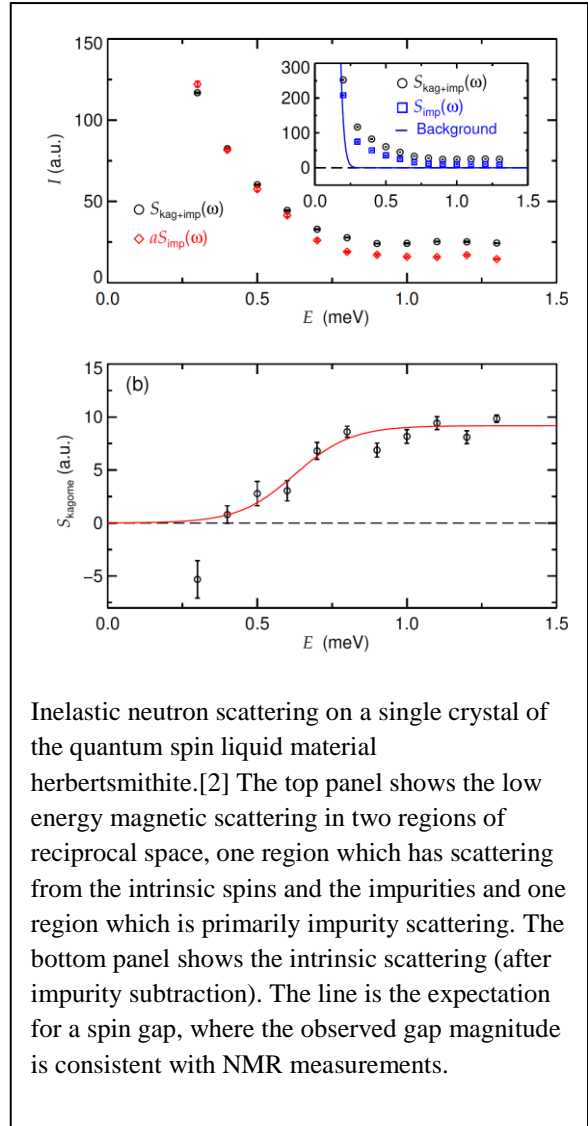 150
100
50
0
I (a.u.)
300
200
100
0
Skag+imp(ω)
Simp(ω)
Background
0.0 0.5 1.0 1.5
Skag+imp(ω)
aSimp(ω)
0.0 0.5 1.0 1.5
E (meV)
15
10
5
0
−5
Skagome (a.u.)
(b)
0.0 0.5 1.0 1.5
E (meV)
Inelastic neutron scattering on a single crystal of
the quantum spin liquid material
herbertsmithite.[2] The top panel shows the low
energy magnetic scattering in two regions of
reciprocal space, one region which has scattering
from the intrinsic spins and the impurities and one
region which is primarily impurity scattering. The
bottom panel shows the intrinsic scattering (after
impurity subtraction). The line is the expectation
for a spin gap, where the observed gap magnitude
is consistent with NMR measurements.